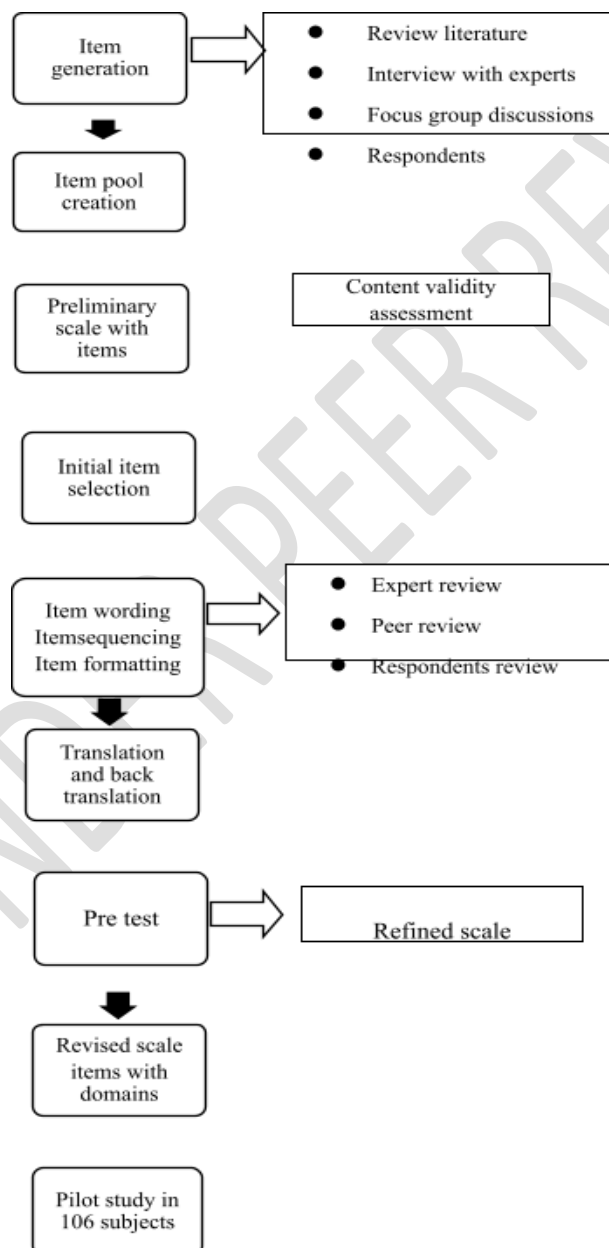 Item
generation
● Review literature
● Interview with experts
● Focus group discussions
● Respondents
Item pool
creation
Preliminary
scale with
items
Content validity
assessment
Initial item
selection
Item wording
Itemsequencing
Item formatting
● Expert review
● Peer review
● Respondents review
Translation
and back
translation
Pre test
Refined scale
Revised scale
items with
domains
Pilot study in
106 subjects